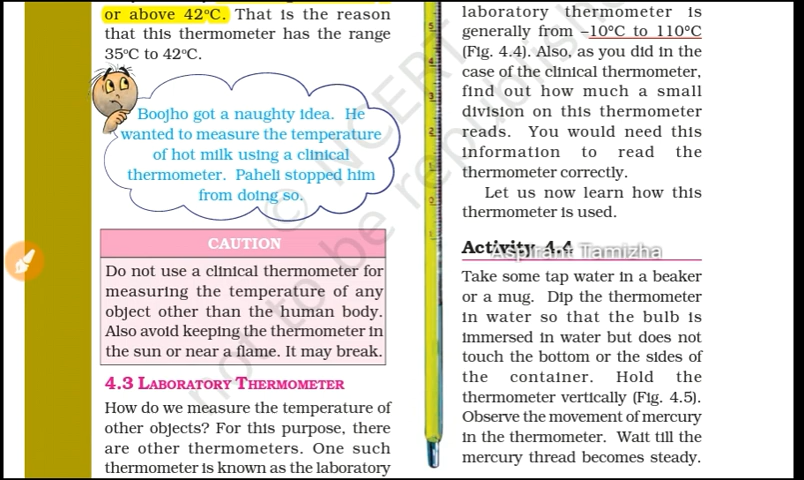 or above 42°C. That is the reason
that this thermometer has the range
35°C to 42°C.
Boojho got a naughty idea. He
wanted to measure the temperature
of hot milk using a clinical
thermometer. Paheli stopped him
from doing so.
CAUTION
Do not use a clinical thermometer for
measuring the temperature of any
object other than the human body.
Also avoid keeping the thermometer in
the sun or near a flame. It may break.
4.3 LABORATORY THERMOMETER
How do we measure the temperature of
other objects? For this purpose, there
are other thermometers. One such
thermometer is known as the laboratory
laboratory thermometer is
generally from –10°C to 110°C
(Fig. 4.4). Also, as you did in the
case of the clinical thermometer,
find out how much a small
division on this thermometer
reads. You would need this
information to read the
thermometer correctly.
Let us now learn how this
thermometer is used.
Activity 4.4
Aspirant Tamizha
Take some tap water in a beaker
or a mug. Dip the thermometer
in water so that the bulb is
immersed in water but does not
touch the bottom or the sides of
the container. Hold the
thermometer vertically (Fig. 4.5).
Observe the movement of mercury
in the thermometer. Wait till the
mercury thread becomes steady.
© NCERT
not to be republished